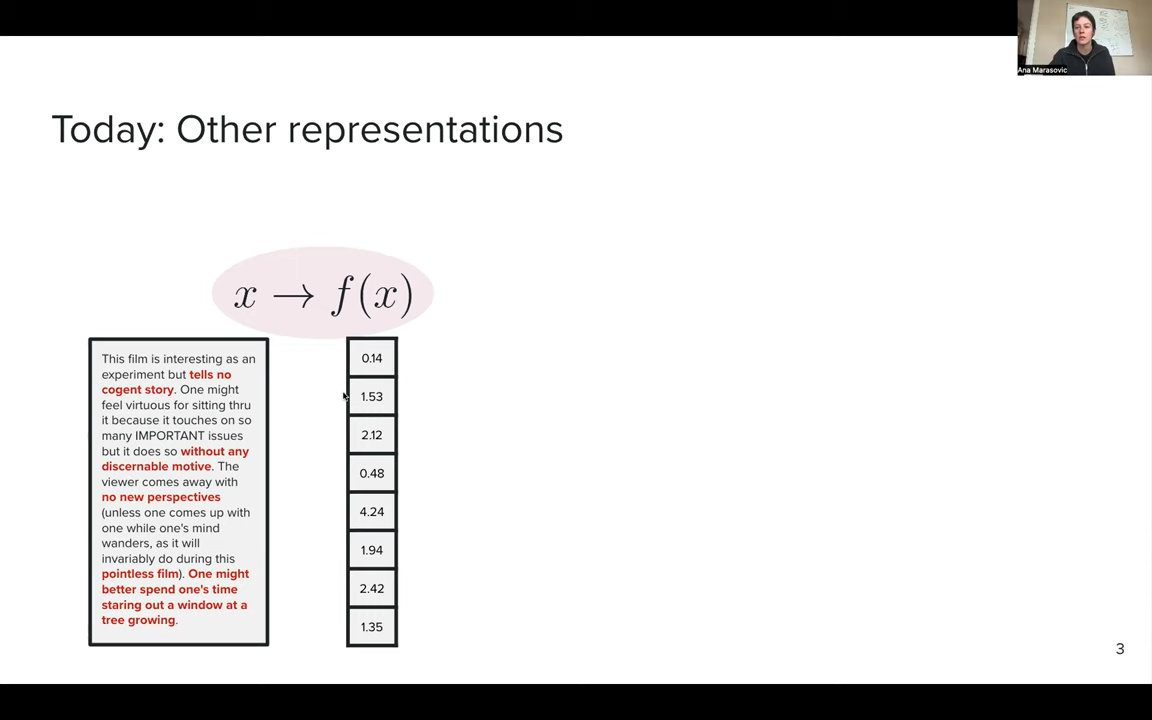 Ana Marasovic
Today: Other representations
x → f(x)
This film is interesting as an
experiment but tells no
cogent story. One might
feel virtuous for sitting thru
it because it touches on so
many IMPORTANT issues
but it does so without any
discernable motive. The
viewer comes away with
no new perspectives
(unless one comes up with
one while one's mind
wanders, as it will
invariably do during this
pointless film). One might
better spend one's time
staring out a window at a
tree growing.
0.14
1.53
2.12
0.48
4.24
1.94
2.42
1.35
3